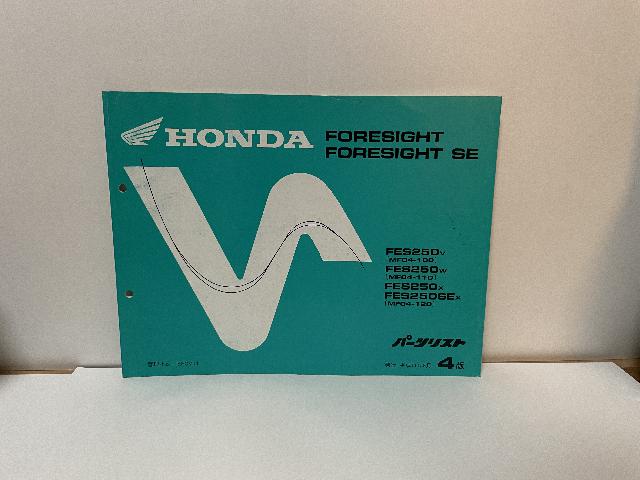 HONDA
FORESIGHT
FORESIGHT SE
FES250V
(MF04-100)
FES250W
(MF04-110)
FES250X
FES250SEX
(MF04-120)
パーツリスト
4版